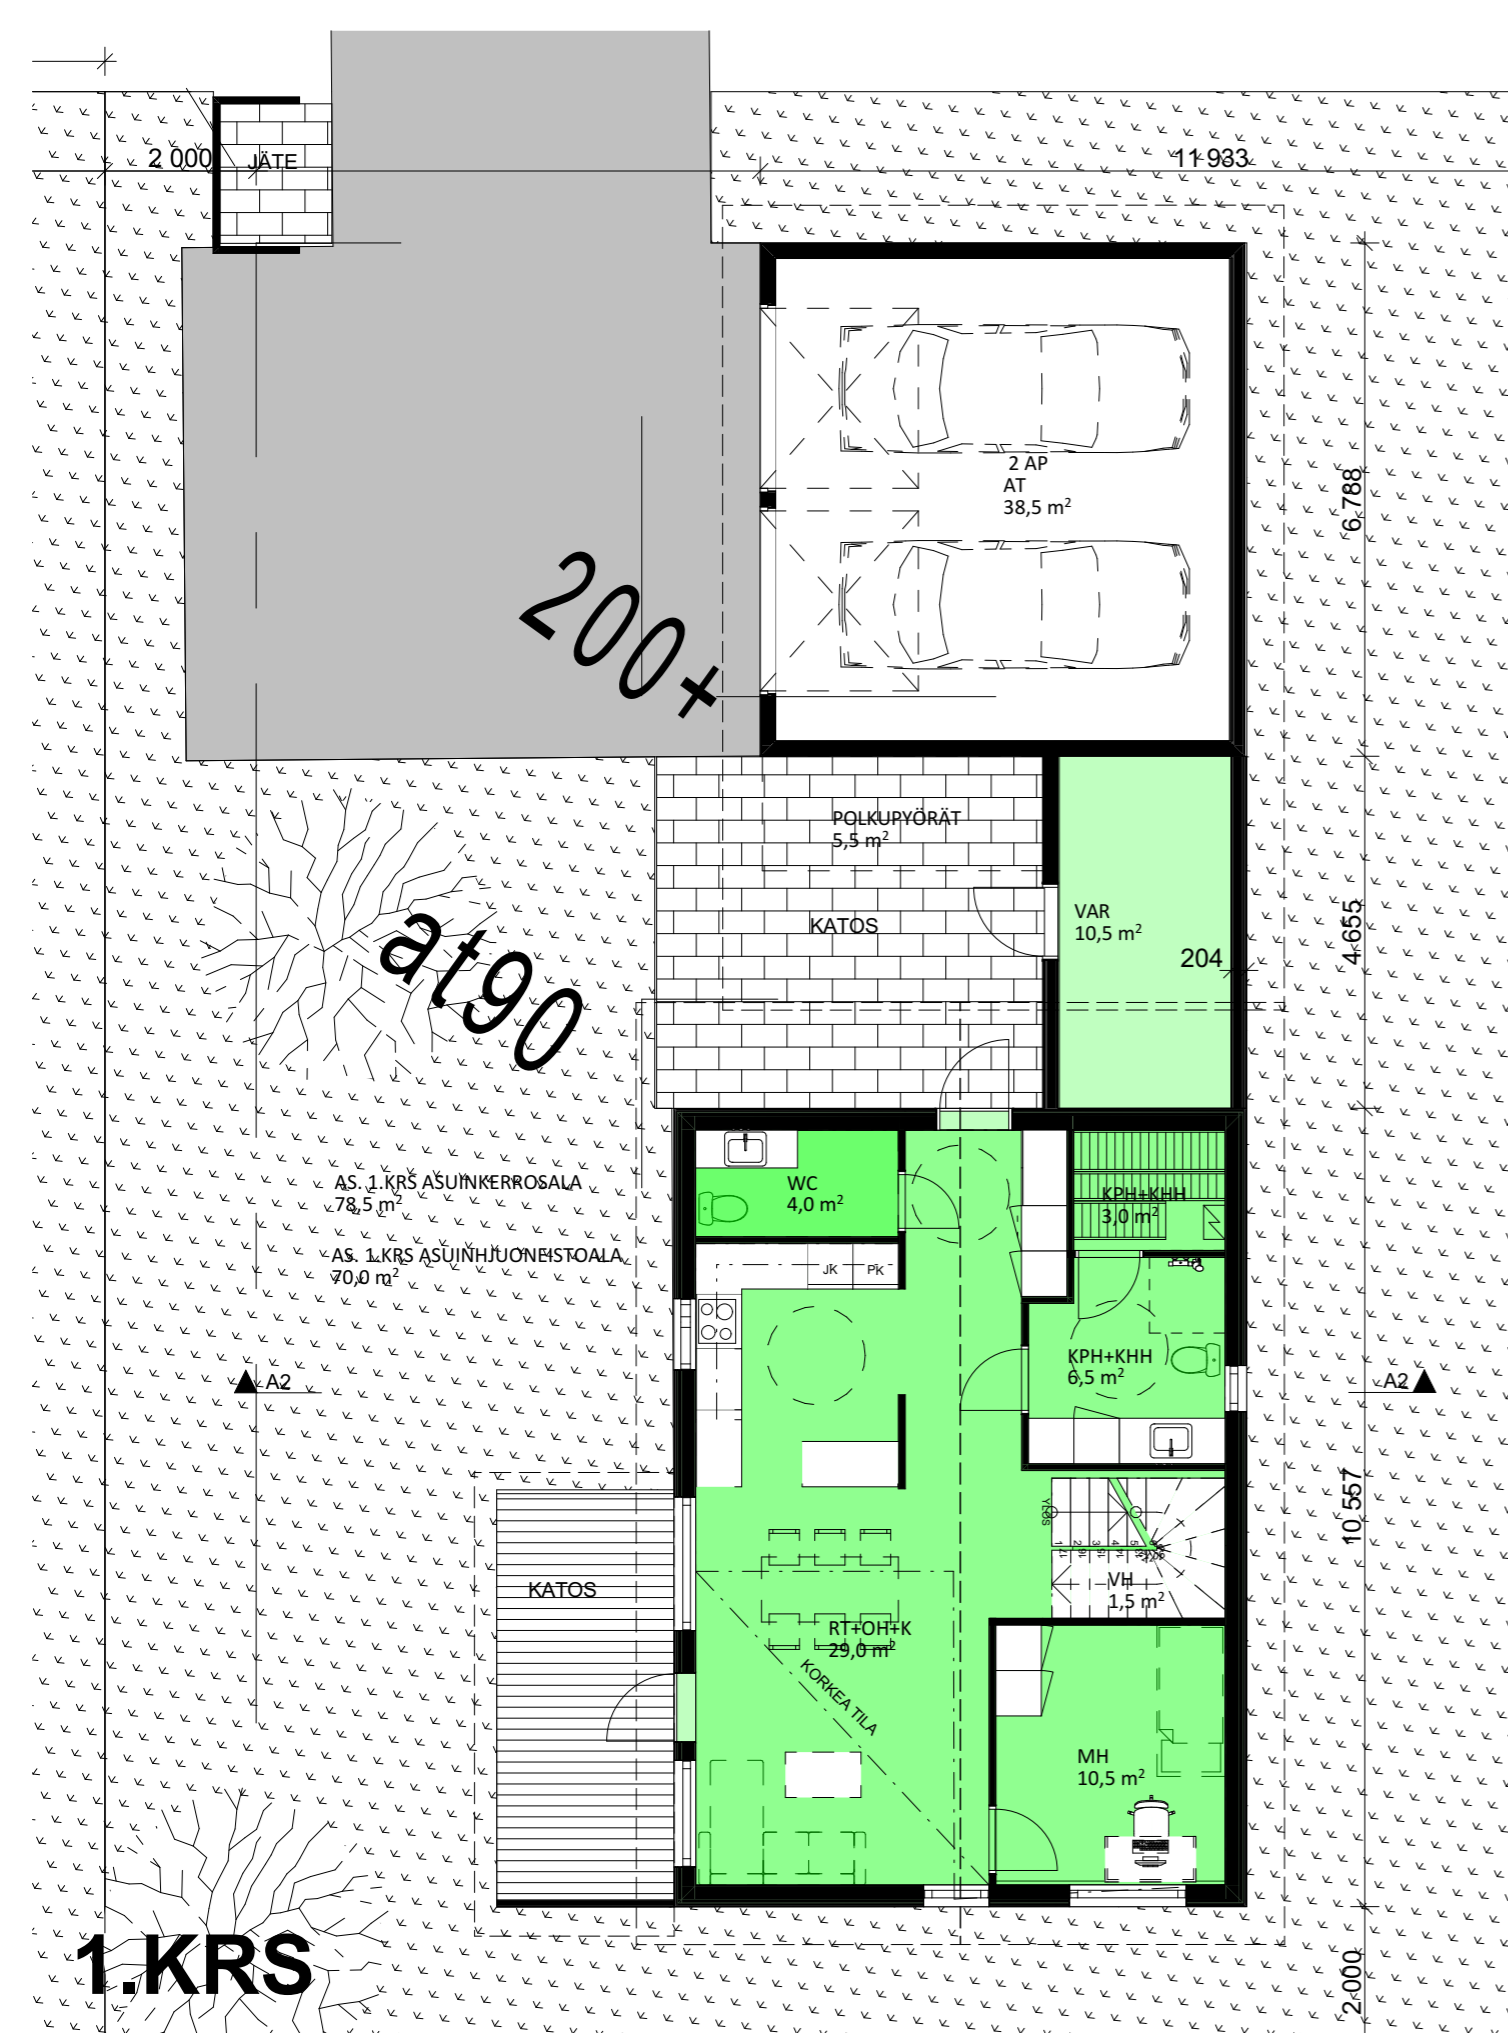 2 000
JÄTE
11 933
2 AP
AT
38,5 m²
6 788
200+
POLKUPYÖRÄT
5,5 m²
KATOS
VAR
10,5 m²
4 655
204
at90
AS. 1.KRS ASUINKERROSALA
78,5 m²
AS. 1.KRS ASUINHUONEISTOALA
70,0 m²
WC
4,0 m²
KPH+KHH
3,0 m²
JK
PK
KPH+KHH
6,5 m²
A2
A2
YLÖS
10 557
VH
1,5 m²
KATOS
RT+OH+K
29,0 m²
KORKEA TILA
MH
10,5 m²
1.KRS
2 000